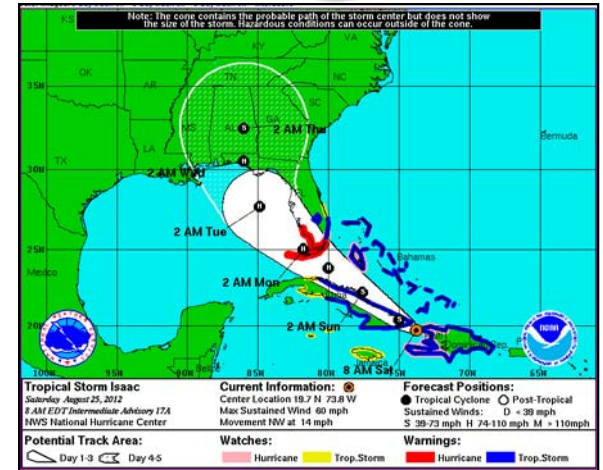 Note: The cone contains the probable path of the storm center but does not show
the size of the storm. Hazardous conditions can occur outside of the cone.
KS
KY
VA
35N
OK
AR
TN
NC
SC
MS
AL
GA
2 AM Thu
Bermuda
TX
LA
30N
2 AM Wed
FL
2 AM Tue
25N
Mexico
2 AM Mon
Bahamas
Cuba
2 AM Sun
20N
8 AM Sat
Jamaica
Dominican Rep.
Belize
NOAA
100W
95W
90W
85W
80W
75W
70W
65W
Tropical Storm Isaac
Saturday August 25, 2012
8 AM EDT Intermediate Advisory 17A
NWS National Hurricane Center
Current Information:
Center Location 19.7 N 73.8 W
Max Sustained Wind 60 mph
Movement NW at 14 mph
Forecast Positions:
Tropical Cyclone Post-Tropical
Sustained Winds: D < 39 mph
S 39-73 mph H 74-110 mph M > 110mph
Potential Track Area:
Day 1-3 Day 4-5
Watches:
Hurricane Trop.Storm
Warnings:
Hurricane Trop.Storm